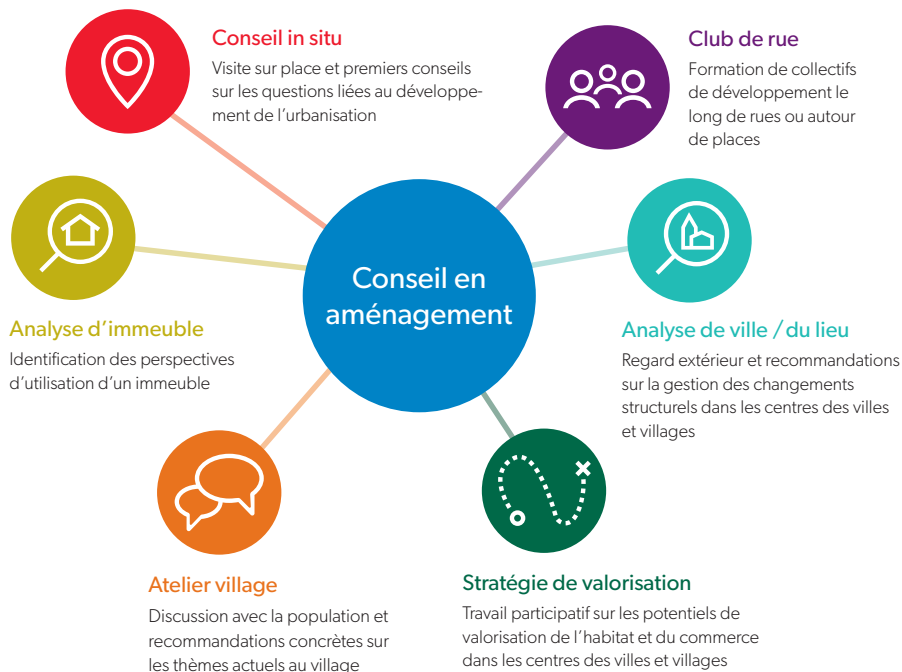 Conseil in situ
Visite sur place et premiers conseils
sur les questions liées au développe-
ment de l’urbanisation
Club de rue
Formation de collectifs
de développement le
long de rues ou autour
de places
Conseil en
aménagement
Analyse d’immeuble
Identification des perspectives
d’utilisation d’un immeuble
Analyse de ville / du lieu
Regard extérieur et recommandations
sur la gestion des changements
structurels dans les centres des villes
et villages
Atelier village
Discussion avec la population et
recommandations concrètes sur
les thèmes actuels au village
Stratégie de valorisation
Travail participatif sur les potentiels de
valorisation de l’habitat et du commerce
dans les centres des villes et villages